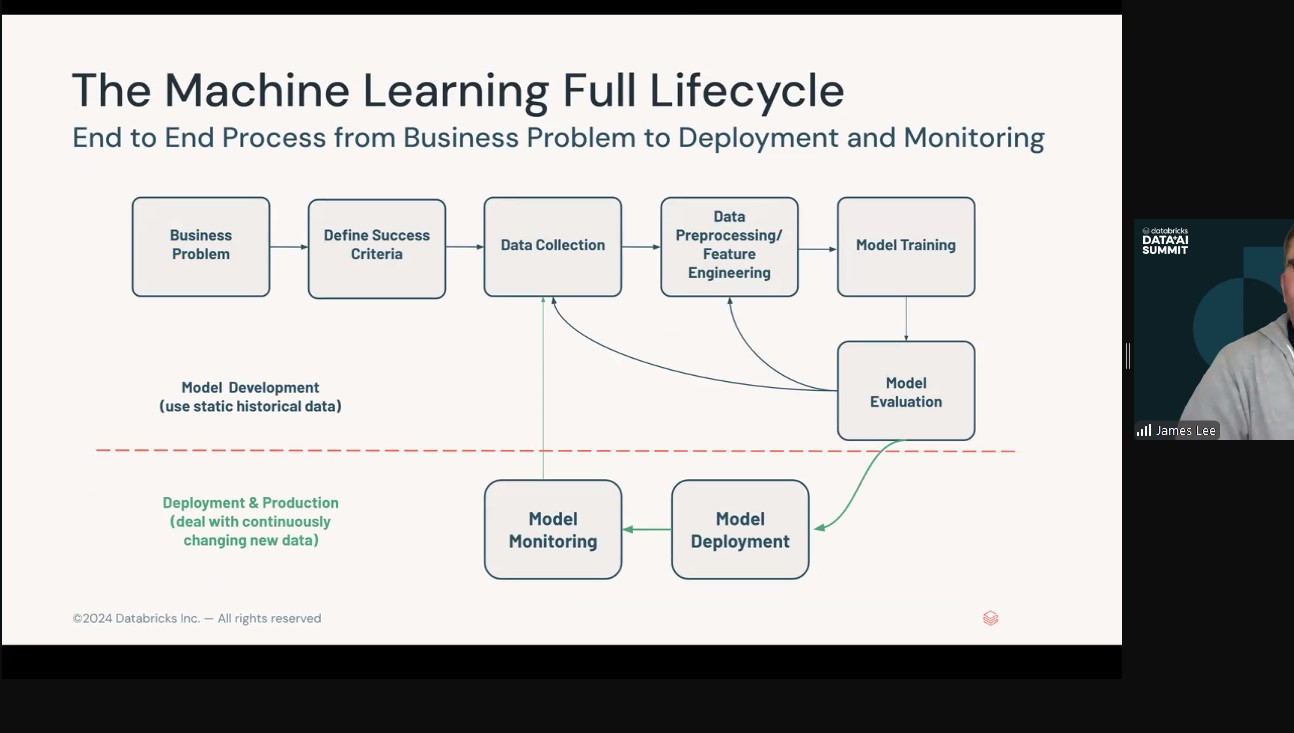 The Machine Learning Full Lifecycle
End to End Process from Business Problem to Deployment and Monitoring
Business
Problem
Define Success
Criteria
Data Collection
Data
Preprocessing/
Feature
Engineering
Model Training
Model
Evaluation
Model Development
(use static historical data)
Deployment & Production
(deal with continuously
changing new data)
Model
Monitoring
Model
Deployment
©2024 Databricks Inc. — All rights reserved
databricks
DATA+AI
SUMMIT
James Lee